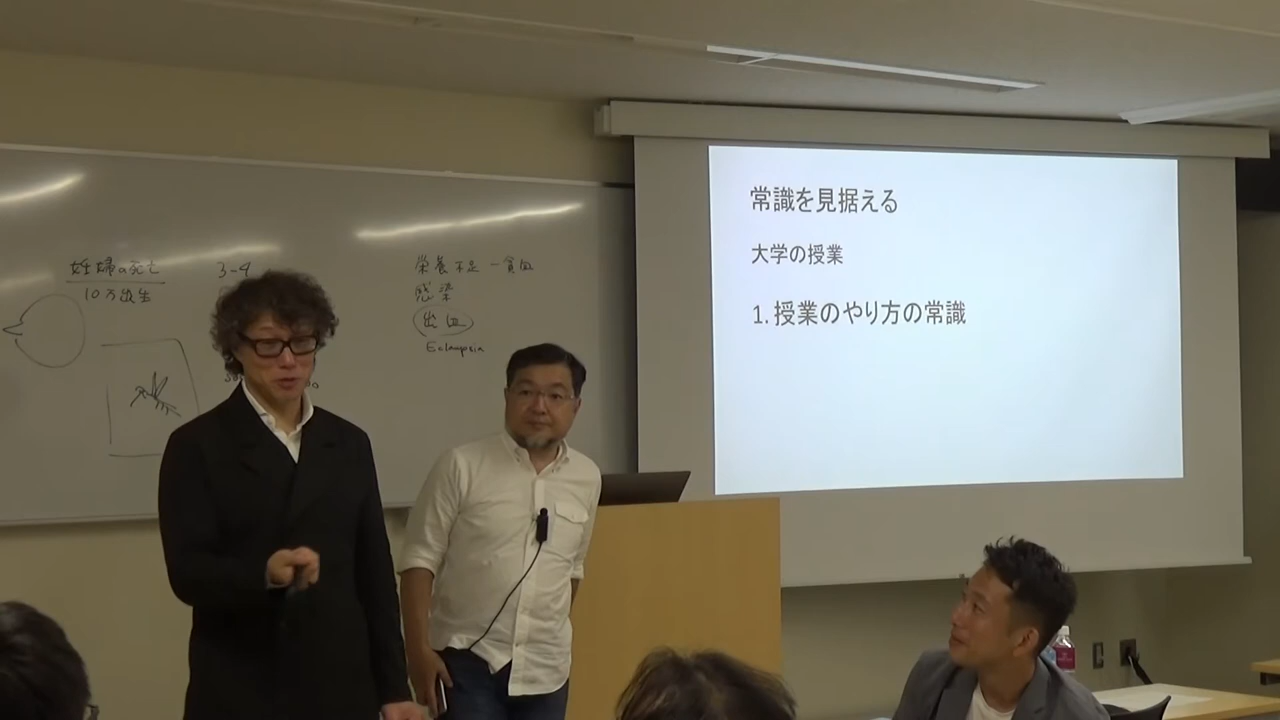 妊婦の死亡
10万出生
3-4
栄養不足 - 貧血
感染
出血
Eclampsia
常識を見据える
大学の授業
1. 授業のやり方の常識